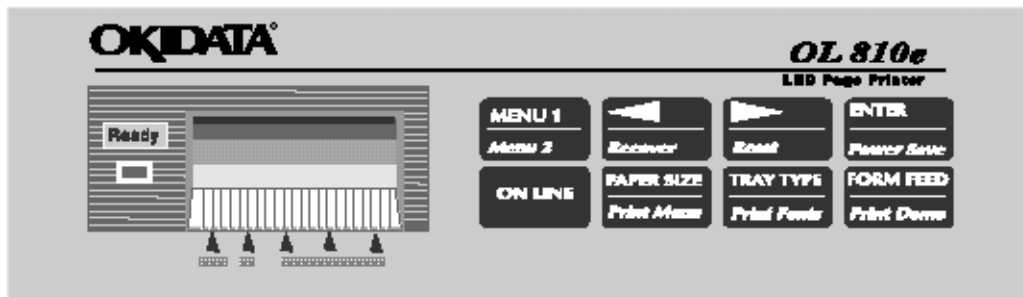 OKIDATA®
OL 810e
LED Page Printer
Ready
MENU 1
Menu 2
Recover
Reset
ENTER
Power Save
ON LINE
PAPER SIZE
Print Menu
TRAY TYPE
Print Fonts
FORM FEED
Print Demo